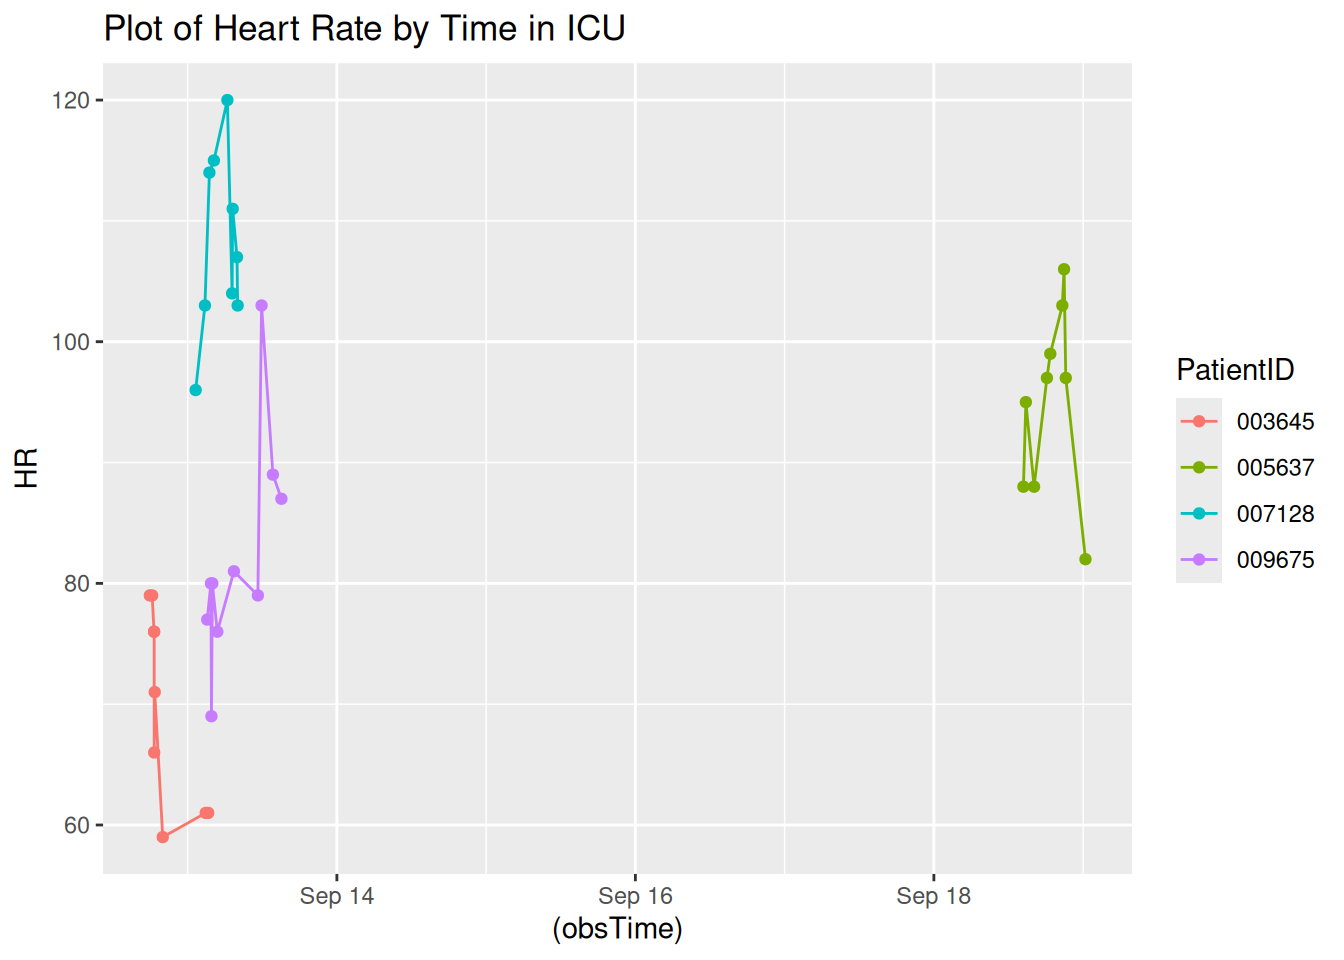 Plot of Heart Rate by Time in ICU
120
100
80
60
HR
Sep 14
Sep 16
Sep 18
(obsTime)
PatientID
003645
005637
007128
009675